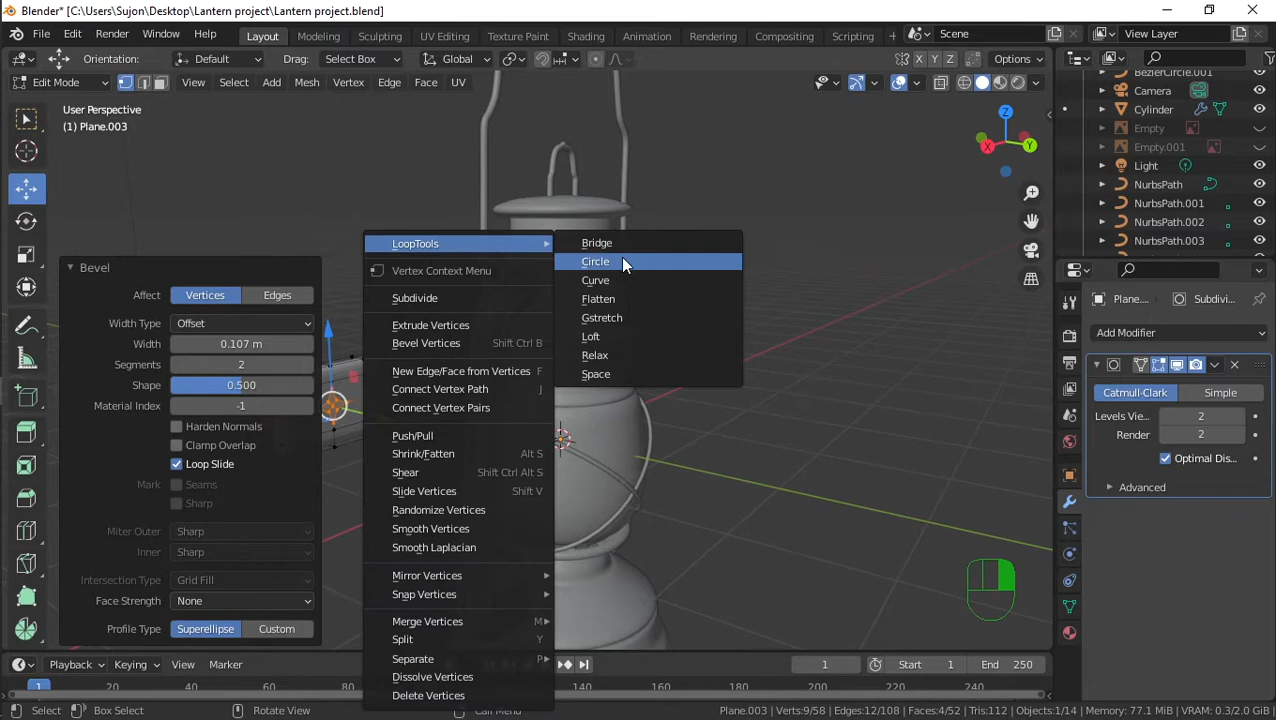 Blender* [C:\Users\Sujon\Desktop\Lantern project\Lantern project.blend]
File Edit Render Window Help Layout Modeling Sculpting UV Editing Texture Paint Shading Animation Rendering Compositing Scripting + Scene View Layer
Orientation: Default Drag: Select Box Global X Y Z Options
Edit Mode View Select Add Mesh Vertex Edge Face UV
User Perspective
(1) Plane.003
Z
X
Y
BezierCircle.001
Camera
Cylinder
Empty
Empty.001
Light
NurbsPath
NurbsPath.001
NurbsPath.002
NurbsPath.003
Bevel
Affect Vertices Edges
Width Type Offset
Width 0.107 m
Segments 2
Shape 0.500
Material Index -1
Harden Normals
Clamp Overlap
Loop Slide
Mark Seams
Sharp
Miter Outer Sharp
Inner Sharp
Intersection Type Grid Fill
Face Strength None
Profile Type Superellipse Custom
LoopTools
Vertex Context Menu
Subdivide
Extrude Vertices
Bevel Vertices Shift Ctrl B
New Edge/Face from Vertices F
Connect Vertex Path J
Connect Vertex Pairs
Push/Pull
Shrink/Fatten Alt S
Shear Shift Ctrl Alt S
Slide Vertices Shift V
Randomize Vertices
Smooth Vertices
Smooth Laplacian
Mirror Vertices
Snap Vertices
Merge Vertices M
Split Y
Separate P
Dissolve Vertices
Delete Vertices
Bridge
Circle
Curve
Flatten
Gstretch
Loft
Relax
Space
Plane.... Subdivi...
Add Modifier
Catmull-Clark Simple
Levels Vie... 2
Render 2
Optimal Dis...
Advanced
Playback Keying View Marker 1 Start 1 End 250
1 20 40 60 80 100 120 140 160 180 200 220 240
Select Box Select Rotate View Call Menu Plane.003 | Verts:9/58 | Edges:12/108 | Faces:4/52 | Tris:112 | Objects:1/14 | Memory: 77.1 MiB | VRAM: 0.3/2.0 GiB